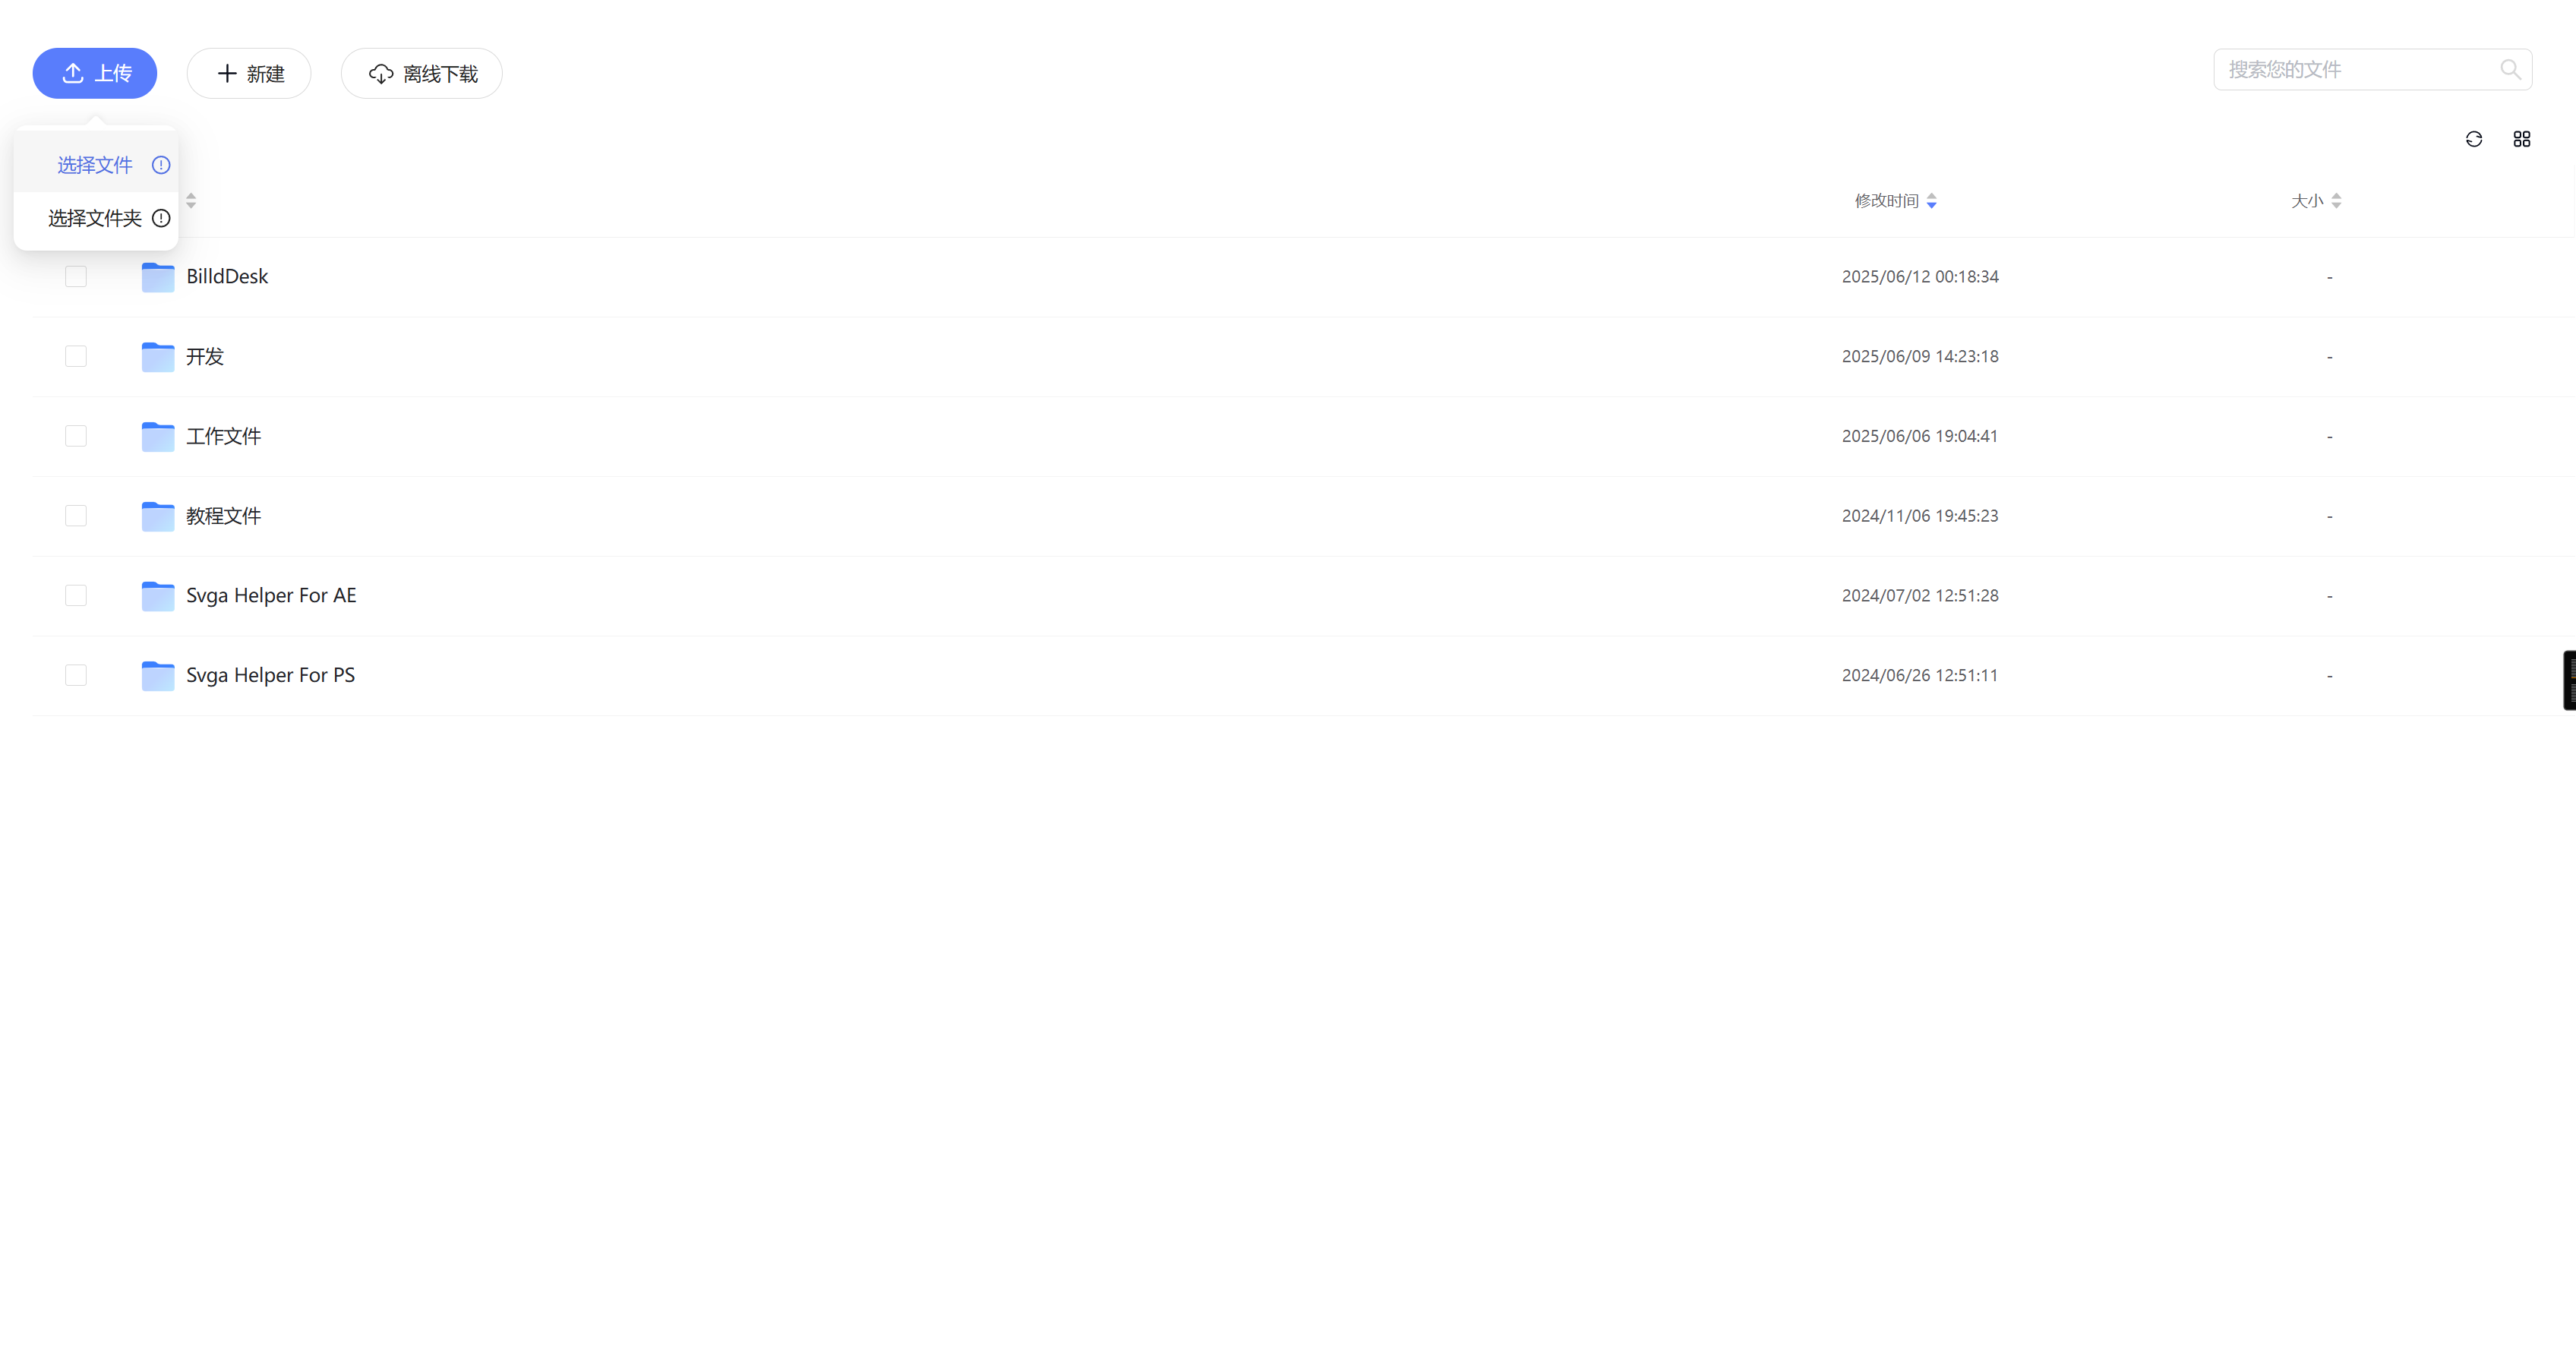 上传
新建
离线下载
搜索您的文件
选择文件
选择文件夹
修改时间
大小
BilldDesk
2025/06/12 00:18:34
-
开发
2025/06/09 14:23:18
-
工作文件
2025/06/06 19:04:41
-
教程文件
2024/11/06 19:45:23
-
Svga Helper For AE
2024/07/02 12:51:28
-
Svga Helper For PS
2024/06/26 12:51:11
-